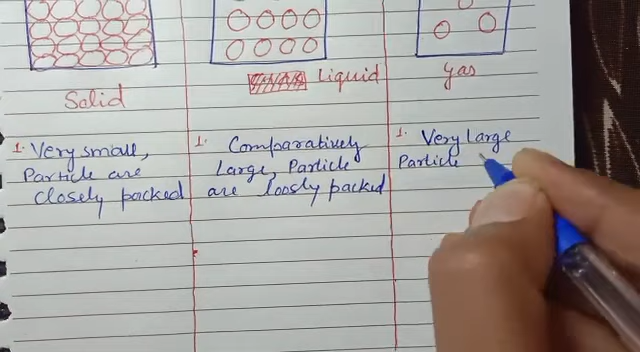 Solid
Liquid
Gas
1. Very small,
Particle are
closely packed
1. Comparatively
Large, Particle
are loosly packed
1. Very large
Particle